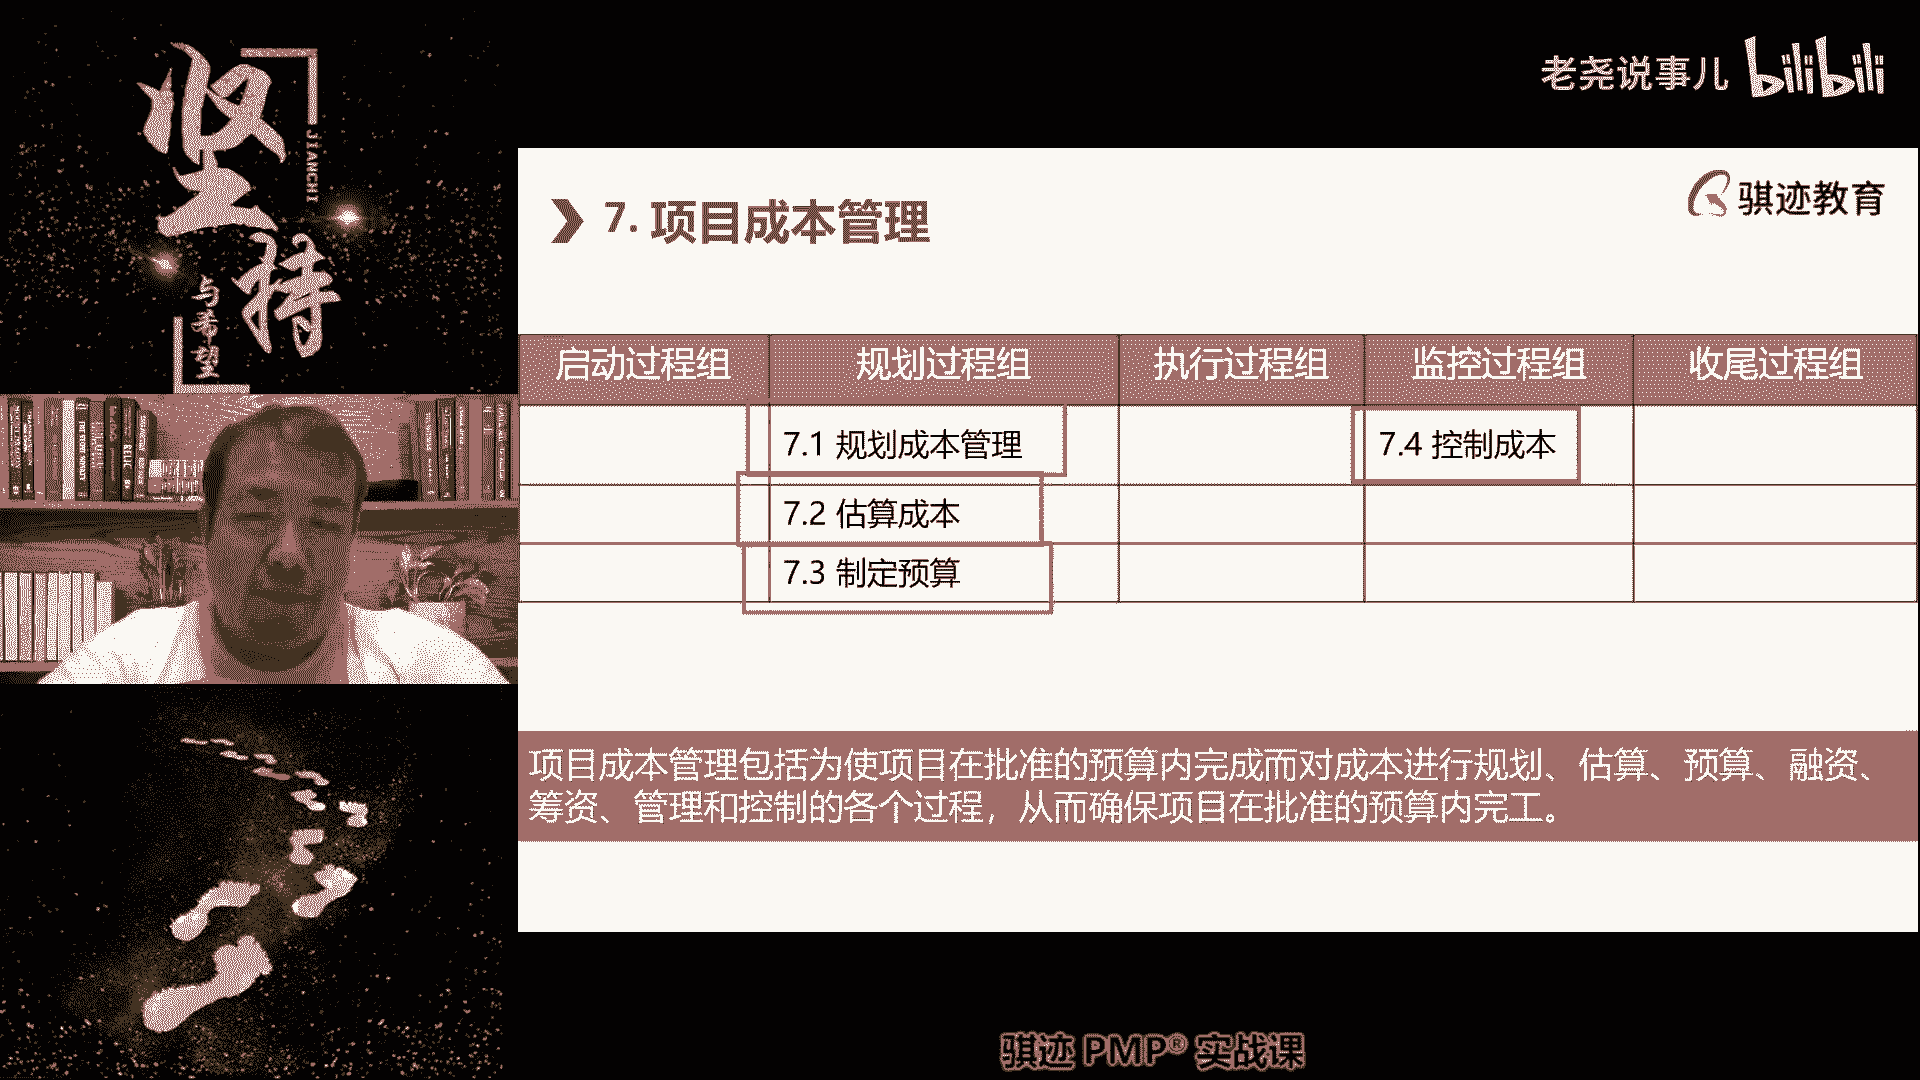 坚持
JIANCHI
与希望
老尧说事儿 bilibili
骐迹教育
7. 项目成本管理
启动过程组 规划过程组 执行过程组 监控过程组 收尾过程组
7.1 规划成本管理 7.4 控制成本
7.2 估算成本
7.3 制定预算
项目成本管理包括为使项目在批准的预算内完成而对成本进行规划、估算、预算、融资、
筹资、管理和控制的各个过程，从而确保项目在批准的预算内完工。
骐迹 PMP® 实战课